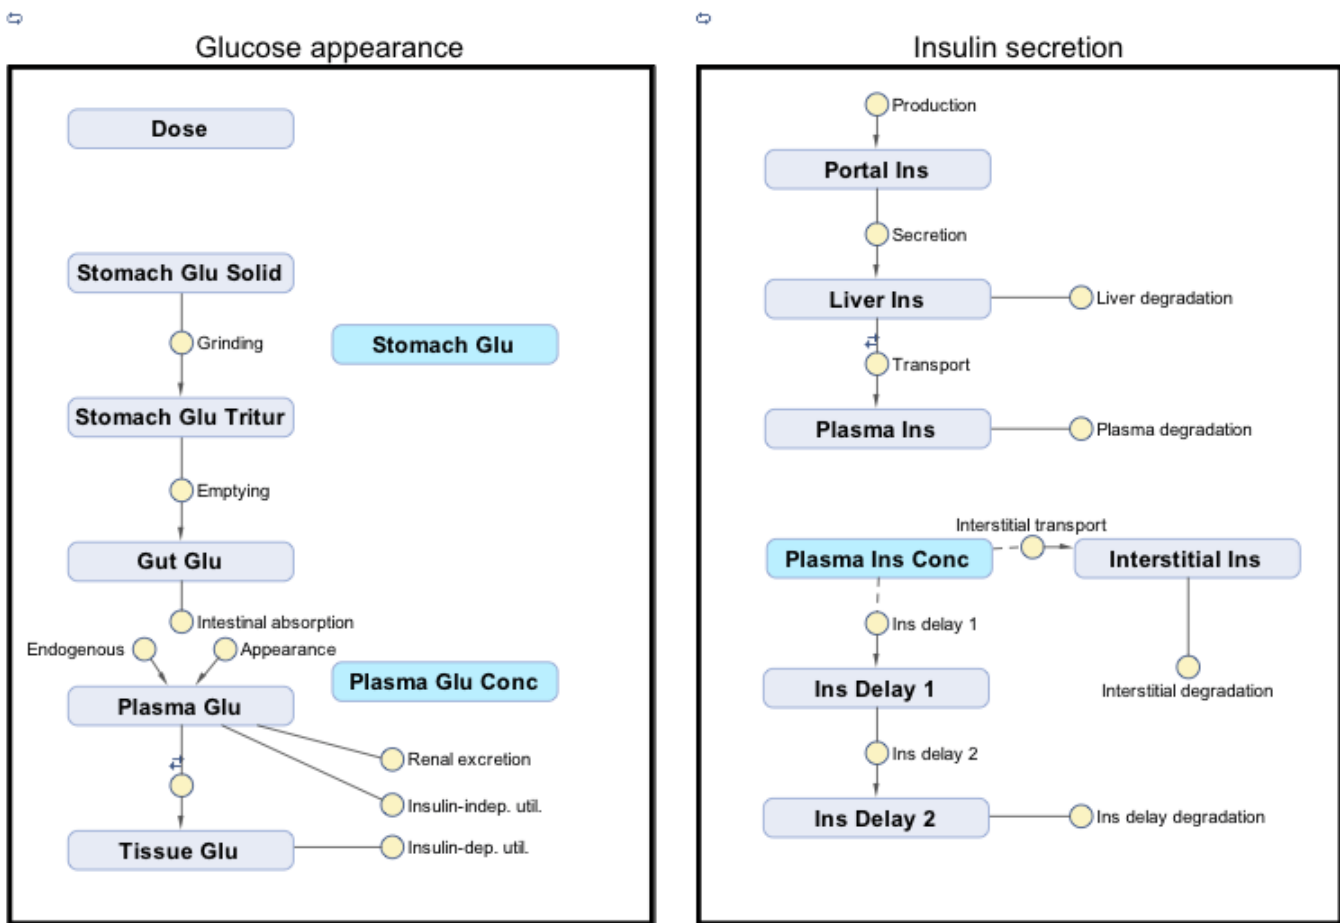 Glucose appearance
Dose
Stomach Glu Solid
Grinding
Stomach Glu
Stomach Glu Tritur
Emptying
Gut Glu
Intestinal absorption
Endogenous
Appearance
Plasma Glu Conc
Plasma Glu
Renal excretion
Insulin-indep. util.
Tissue Glu
Insulin-dep. util.
Insulin secretion
Production
Portal Ins
Secretion
Liver Ins
Liver degradation
Transport
Plasma Ins
Plasma degradation
Interstitial transport
Plasma Ins Conc
Interstitial Ins
Ins delay 1
Interstitial degradation
Ins Delay 1
Ins delay 2
Ins Delay 2
Ins delay degradation